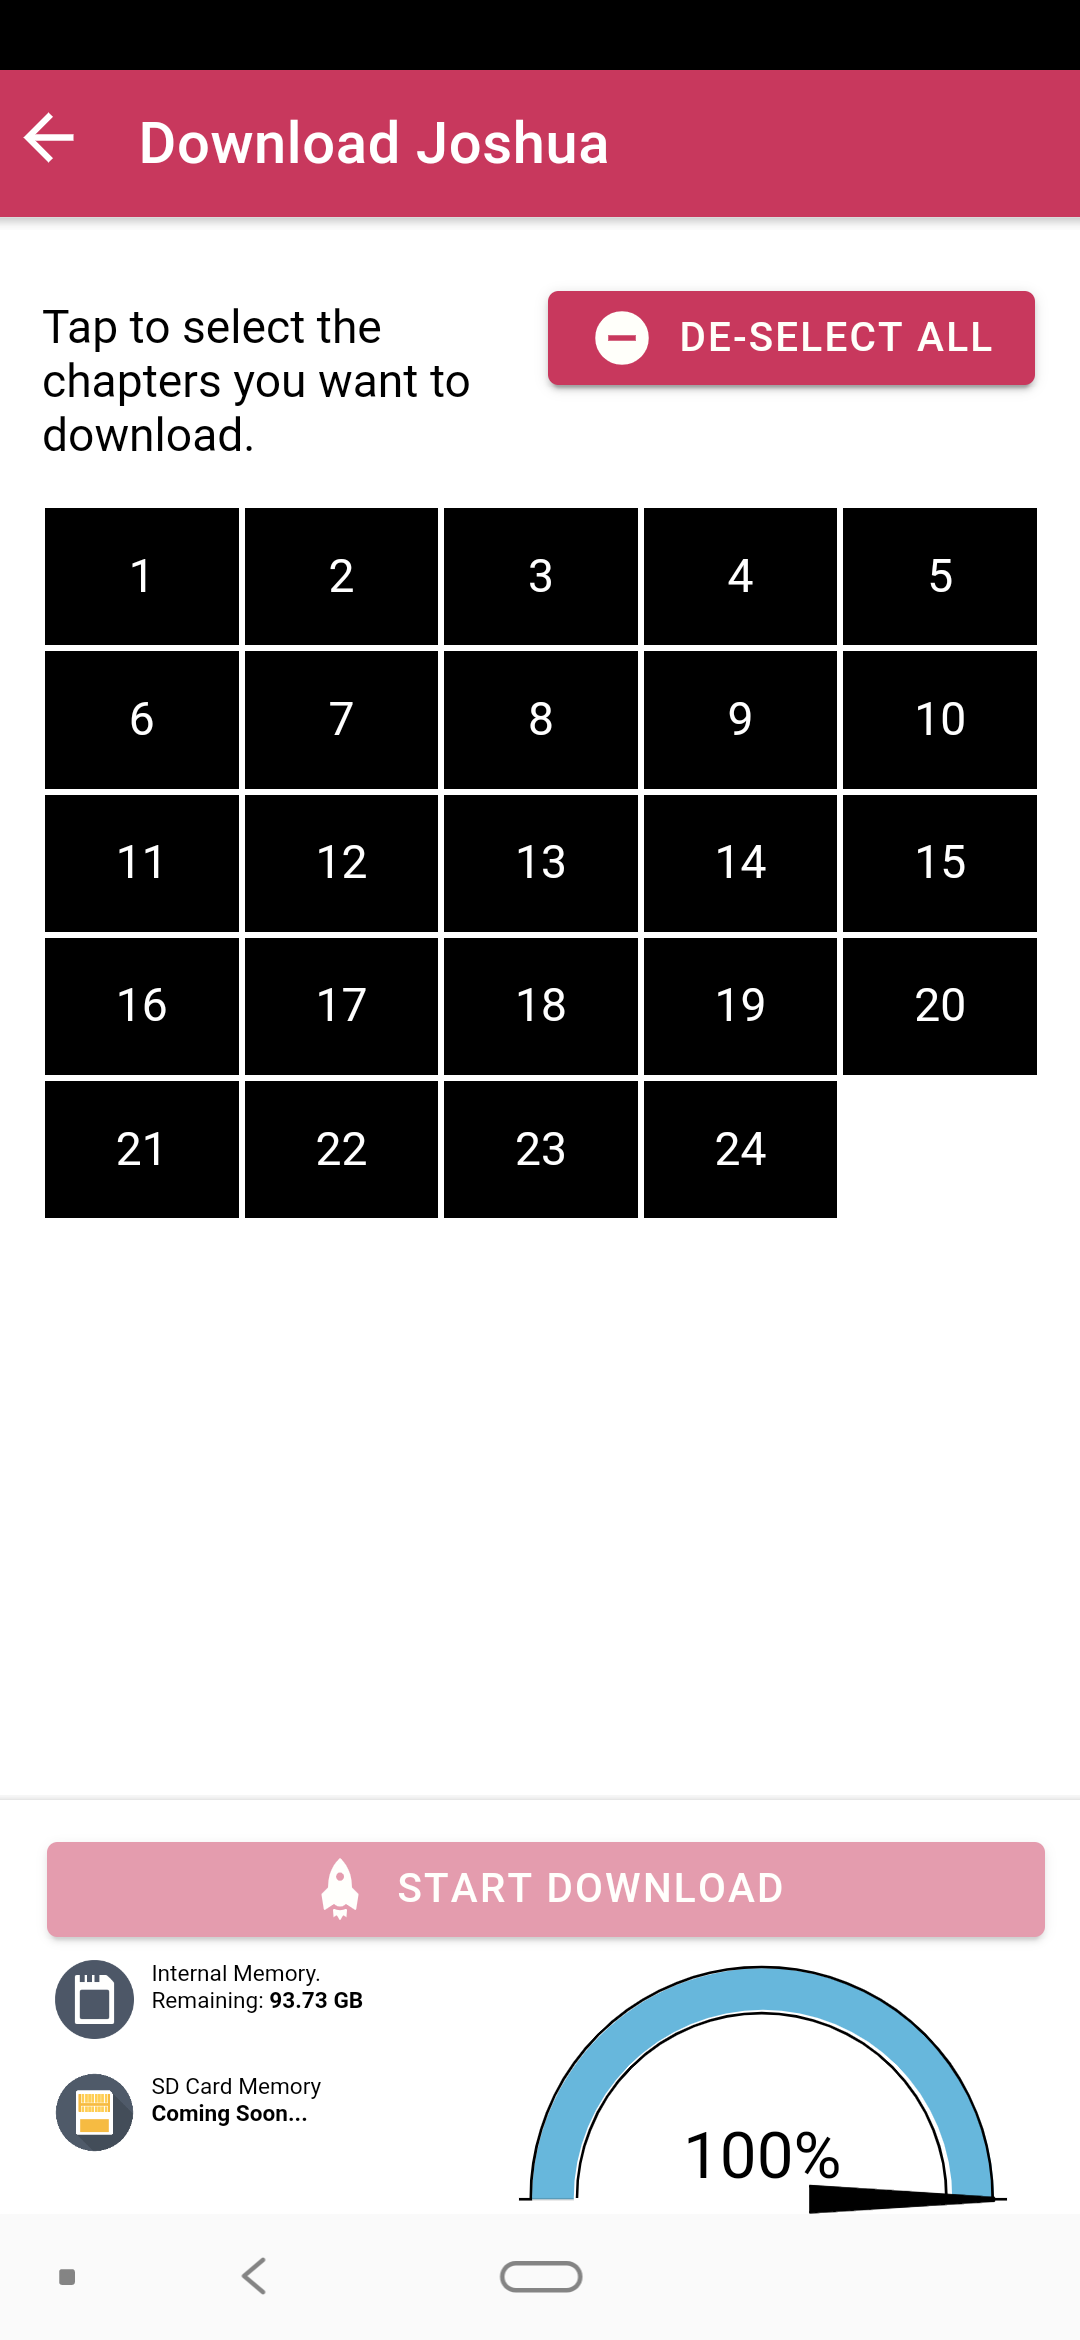 Download Joshua
Tap to select the
chapters you want to
download.
DE-SELECT ALL
1 2 3 4 5
6 7 8 9 10
11 12 13 14 15
16 17 18 19 20
21 22 23 24
START DOWNLOAD
Internal Memory.
Remaining: 93.73 GB
SD Card Memory
Coming Soon...
100%